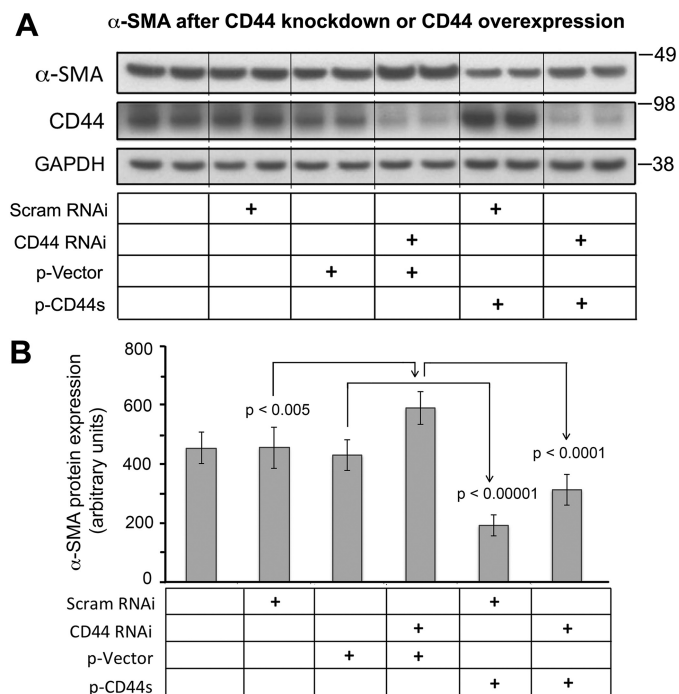 A
α-SMA after CD44 knockdown or CD44 overexpression
α-SMA
49
CD44
98
GAPDH
38
Scram RNAi + +
CD44 RNAi + +
p-Vector + +
p-CD44s + +
B
α-SMA protein expression
(arbitrary units)
800
600
400
200
0
p < 0.005
p < 0.0001
p < 0.00001
Scram RNAi + +
CD44 RNAi + +
p-Vector + +
p-CD44s + +